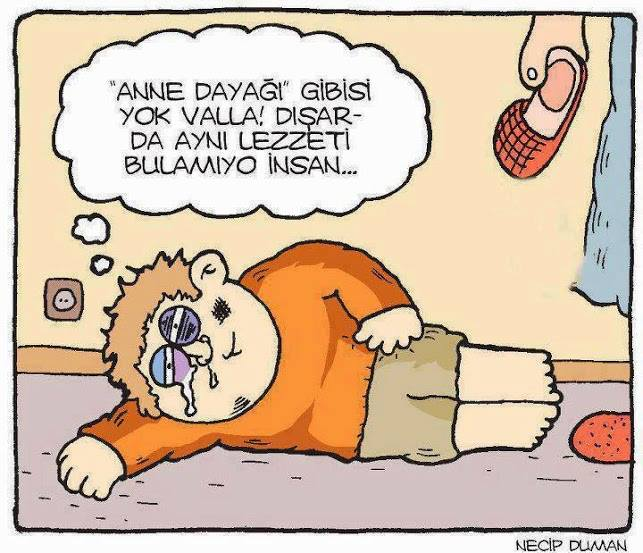 "ANNE DAYAĞI" GİBİSİ
YOK VALLA! DIŞAR-
DA AYNI LEZZETİ
BULAMIYO İNSAN...
NECİP DUMAN